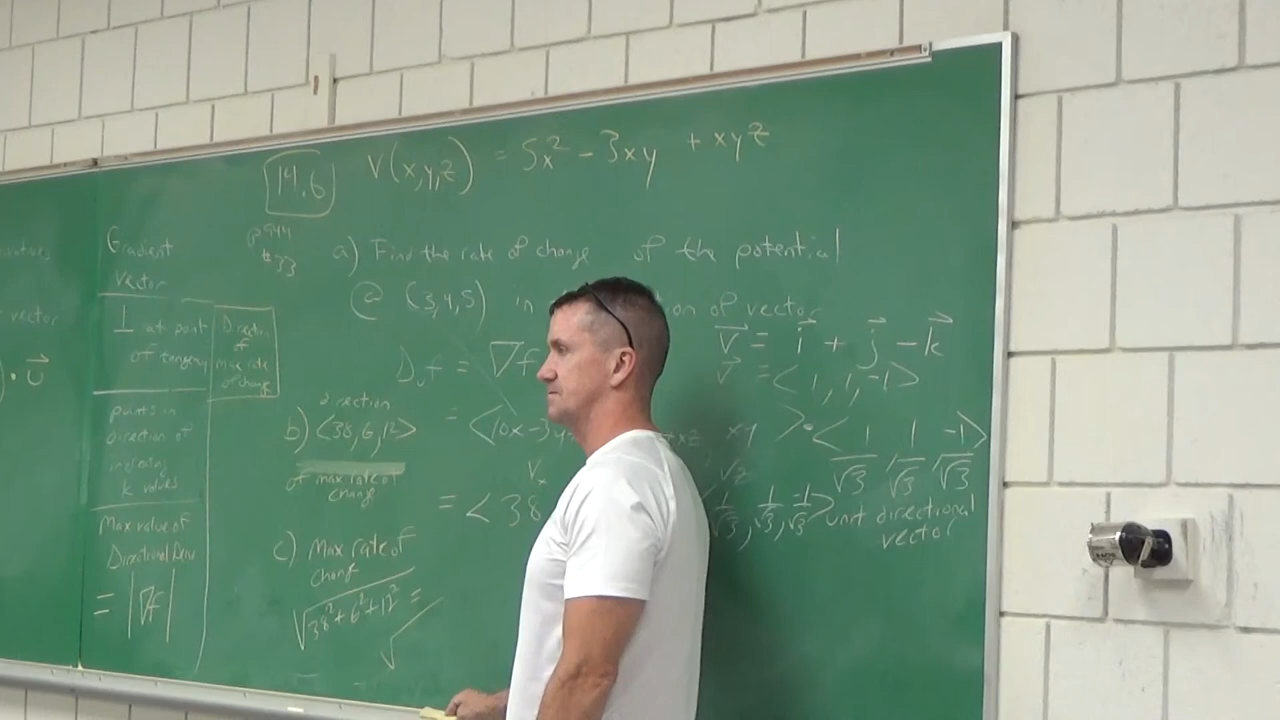 14.6 V(x,y,z) = 5x² - 3xy + xyz
p944
#33
a) Find the rate of change of the potential
@ (3,4,5) in on of vector
V⃗ = i⃗ + j⃗ - k⃗
V⃗ = <1, 1, -1>
Dᵤf = ∇f
= <10x - 3y xz, xy> · <1/√3, 1/√3, -1/√3>
Vx Vz
unit directional
vector
= <38 1/√3, 1/√3, -1/√3>
b) direction
<38, 6, 12>
of max rate of
change
c) Max rate of
change
√38² + 6² + 12² =
√
Gradient
vector
⊥ at point
of tangency
Direction
of
max rate
of change
points in
direction of
increasing
k values
Max value of
Directional Deriv
= |∇f|
vector
· u⃗